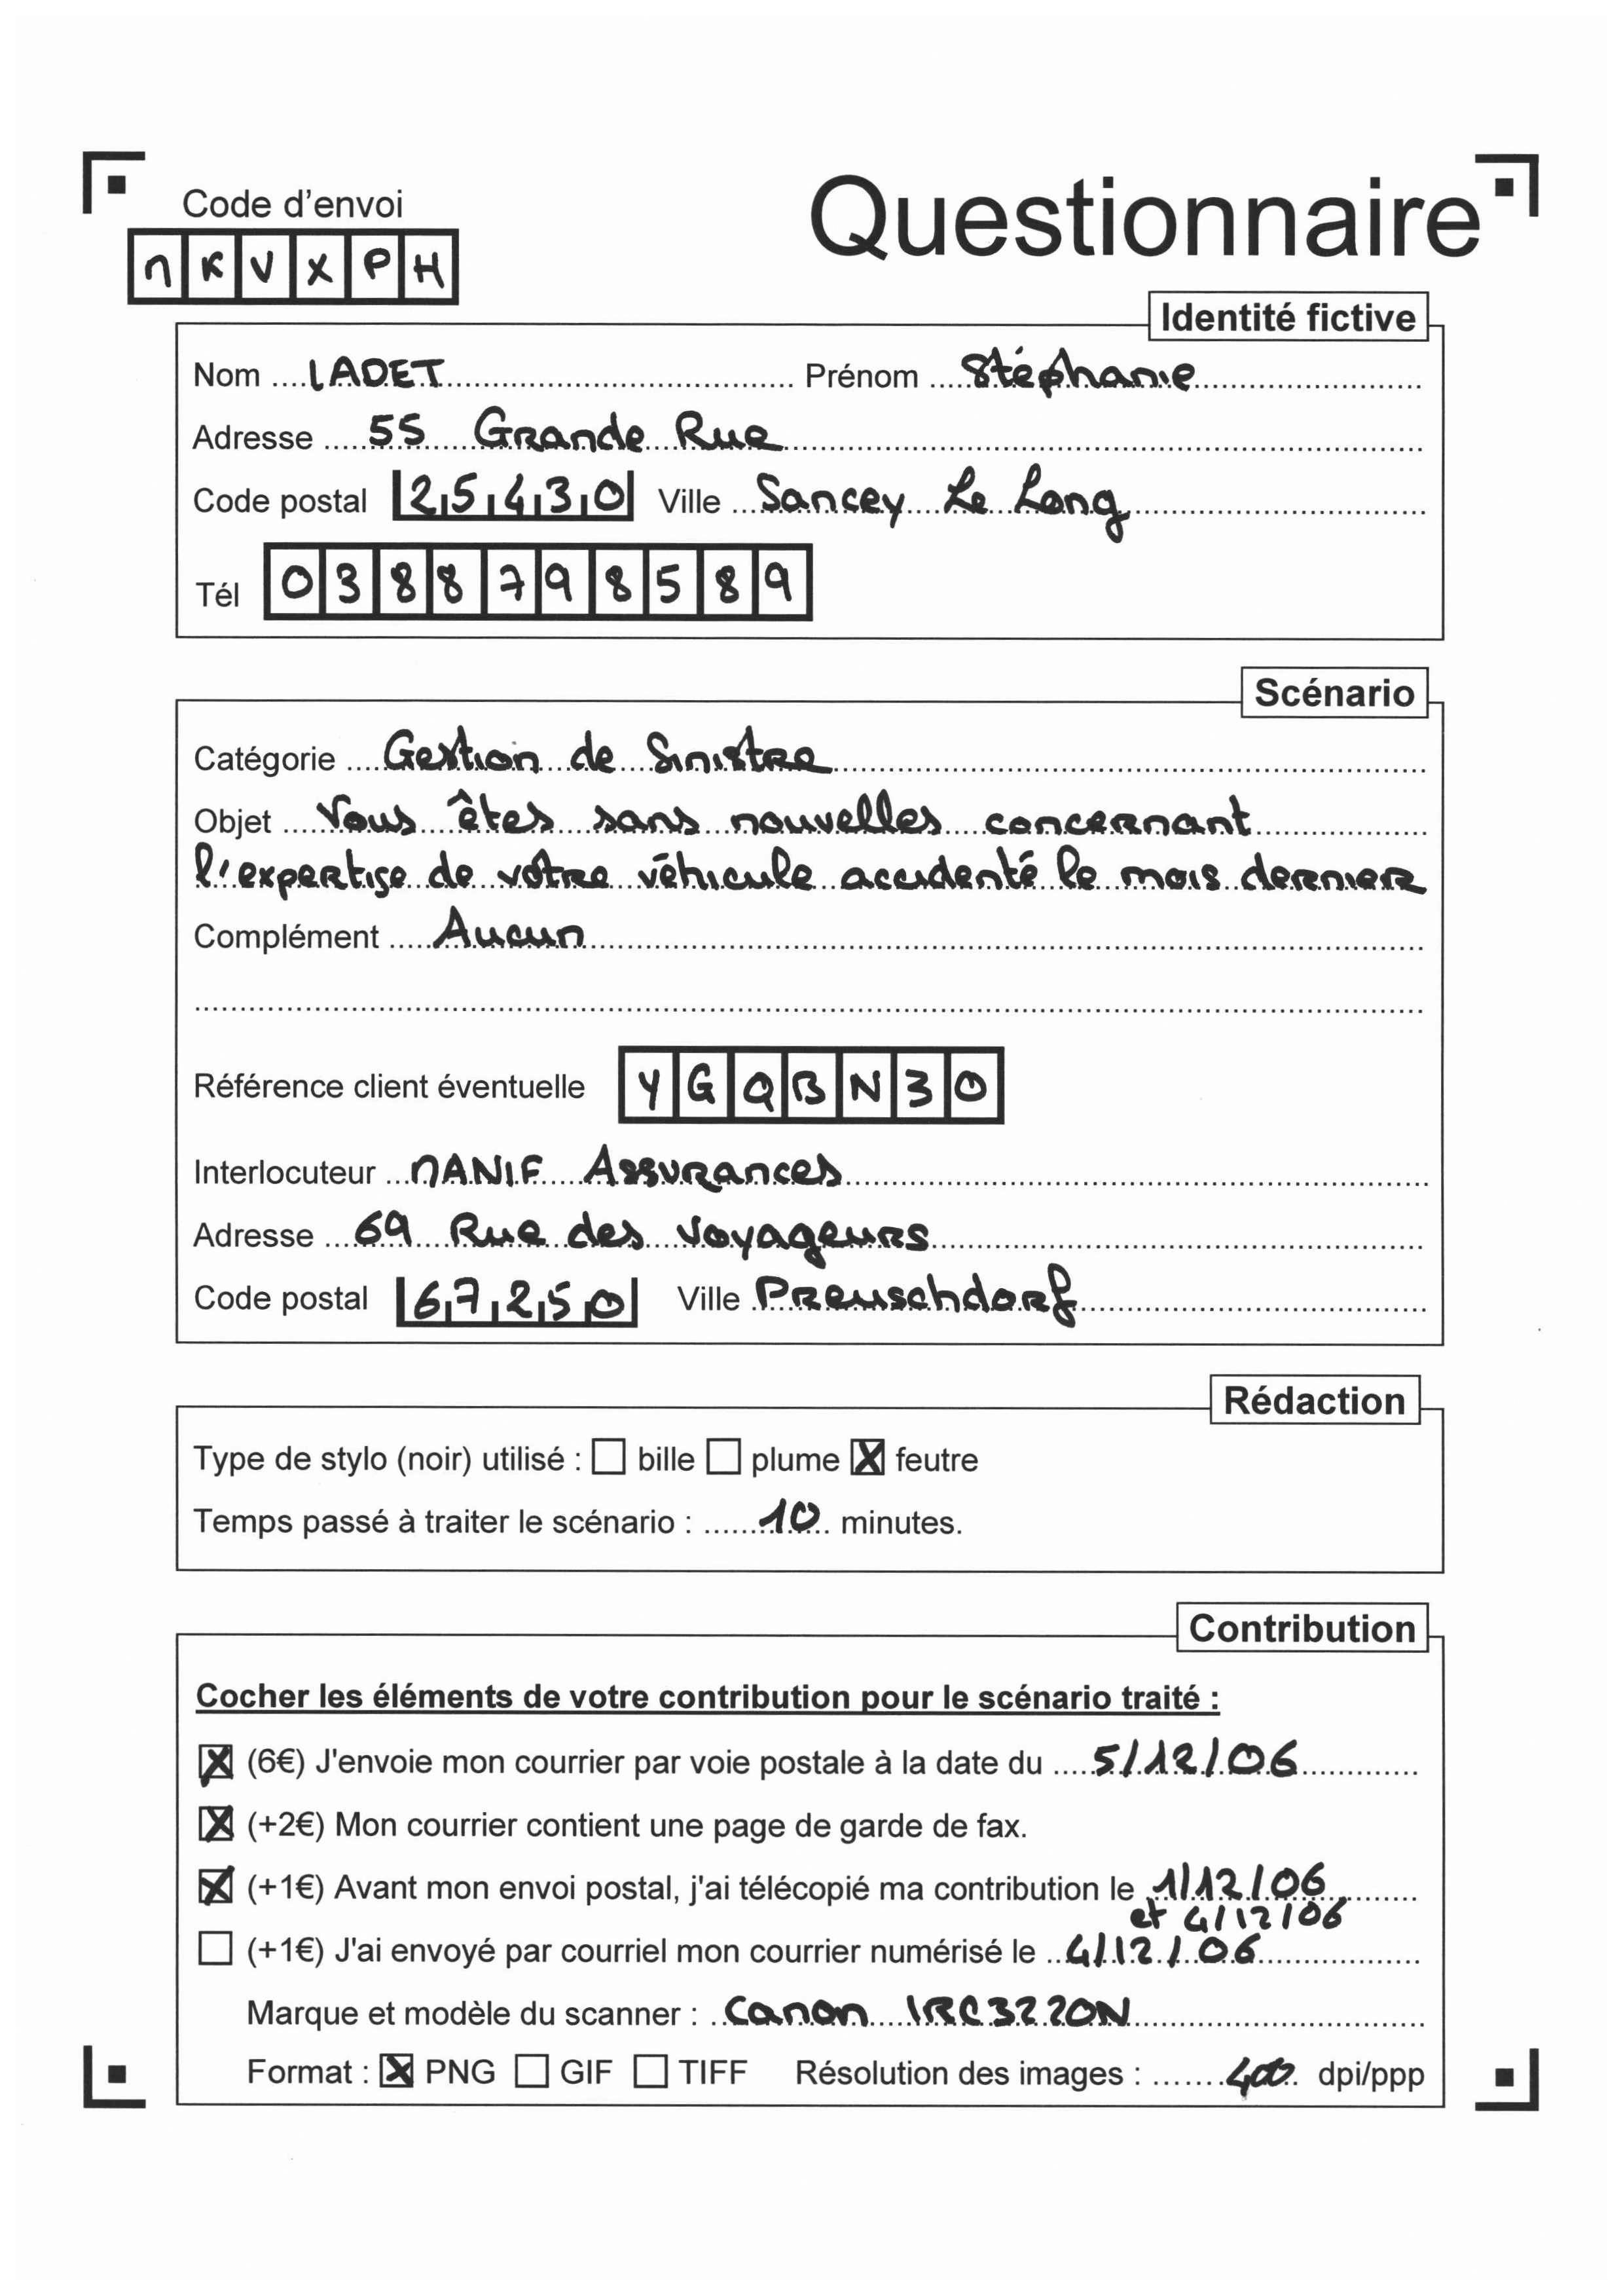 Code d'envoi
Questionnaire
MKVXPH
Identité fictive
Nom LADET Prénom Stéphanie
Adresse 55 Grande Rue
Code postal 25430 Ville Sancey Le Long
Tél 0388798589
Scénario
Catégorie Gestion de Sinistre
Objet Vous êtes sans nouvelles concernant
l'expertise de votre véhicule accidenté le mois dernier
Complément Aucun
Référence client éventuelle YGQBN30
Interlocuteur MANIF Assurances
Adresse 69 Rue des Voyageurs
Code postal 67250 Ville Preuschdorf
Rédaction
Type de stylo (noir) utilisé : bille plume X feutre
Temps passé à traiter le scénario : 10 minutes.
Contribution
Cocher les éléments de votre contribution pour le scénario traité :
X (6€) J'envoie mon courrier par voie postale à la date du 5/12/06
X (+2€) Mon courrier contient une page de garde de fax.
X (+1€) Avant mon envoi postal, j'ai télécopié ma contribution le 1/12/06
et 4/12/06
(+1€) J'ai envoyé par courriel mon courrier numérisé le 4/12/06
Marque et modèle du scanner : Canon IRC3220N
Format : X PNG GIF TIFF Résolution des images : 400 dpi/ppp